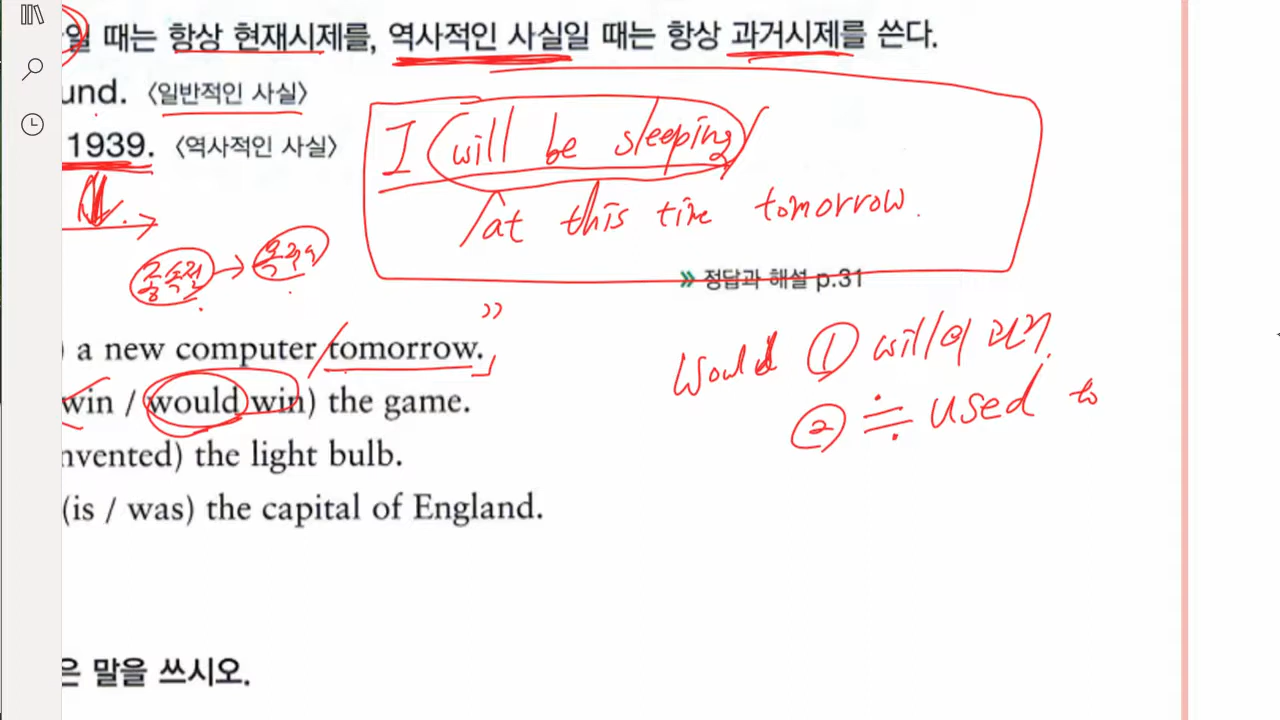 일 때는 항상 현재시제를, 역사적인 사실일 때는 항상 과거시제를 쓴다.
und. <일반적인 사실>
1939. <역사적인 사실>
I will be sleeping
at this time tomorrow.
종속절 →
» 정답과 해설 p.31
) a new computer tomorrow.
win / would win) the game.
nvented) the light bulb.
(is / was) the capital of England.
would ① will의 과거
② ≒ used to
은 말을 쓰시오.